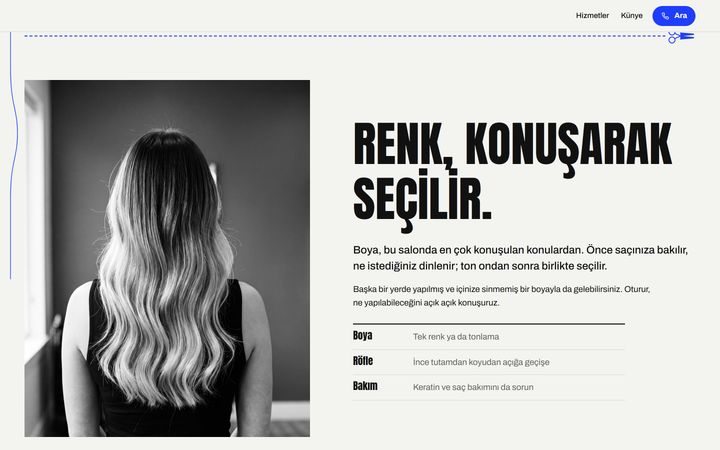 Hizmetler Künye Ara
RENK, KONUŞARAK
SEÇİLİR.
Boya, bu salonda en çok konuşulan konulardan. Önce saçınıza bakılır,
ne istediğiniz dinlenir; ton ondan sonra birlikte seçilir.
Başka bir yerde yapılmış ve içinize sinmemiş bir boyayla da gelebilirsiniz. Oturur,
ne yapılabileceğini açık açık konuşuruz.
Boya Tek renk ya da tonlama
Röfle İnce tutamdan koyudan açığa geçişe
Bakım Keratin ve saç bakımını da sorun